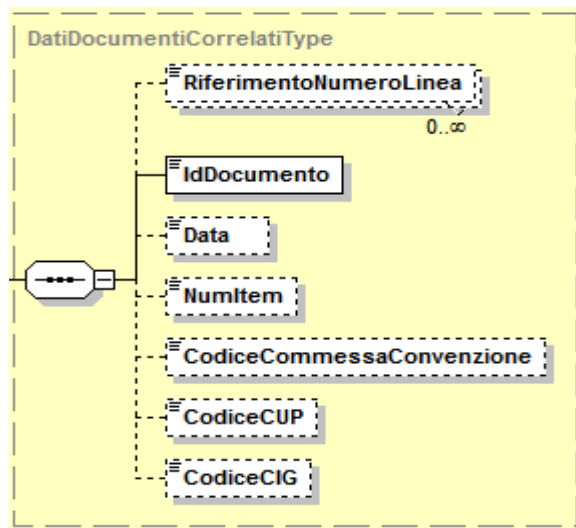 DatiDocumentiCorrelatiType
RiferimentoNumeroLinea
0..∞
IdDocumento
Data
NumItem
CodiceCommessaConvenzione
CodiceCUP
CodiceCIG